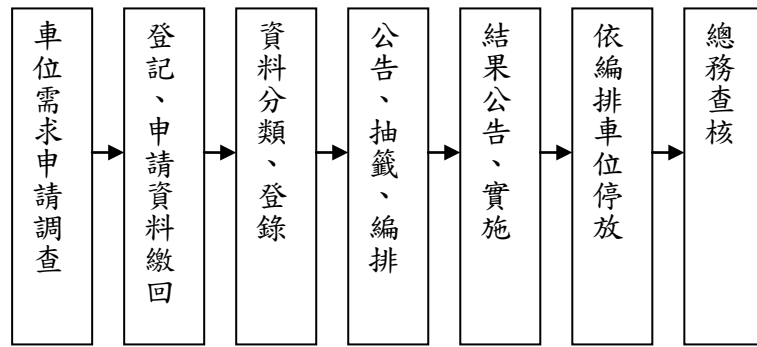 車位需求申請調查
登記、申請資料繳回
資料分類、登錄
公告、抽籤、編排
結果公告、實施
依編排車位停放
總務查核